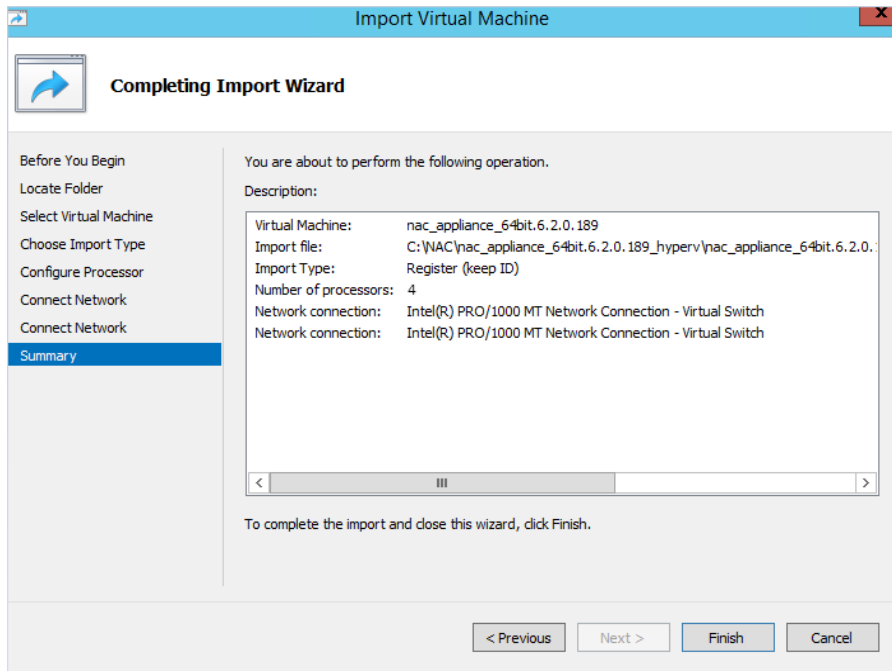 Import Virtual Machine
X
Completing Import Wizard
Before You Begin
Locate Folder
Select Virtual Machine
Choose Import Type
Configure Processor
Connect Network
Connect Network
Summary
You are about to perform the following operation.
Description:
Virtual Machine: nac_appliance_64bit.6.2.0.189
Import file: C:\NAC\nac_appliance_64bit.6.2.0.189_hyperv\nac_appliance_64bit.6.2.0.
Import Type: Register (keep ID)
Number of processors: 4
Network connection: Intel(R) PRO/1000 MT Network Connection - Virtual Switch
Network connection: Intel(R) PRO/1000 MT Network Connection - Virtual Switch
To complete the import and close this wizard, click Finish.
< Previous
Next >
Finish
Cancel